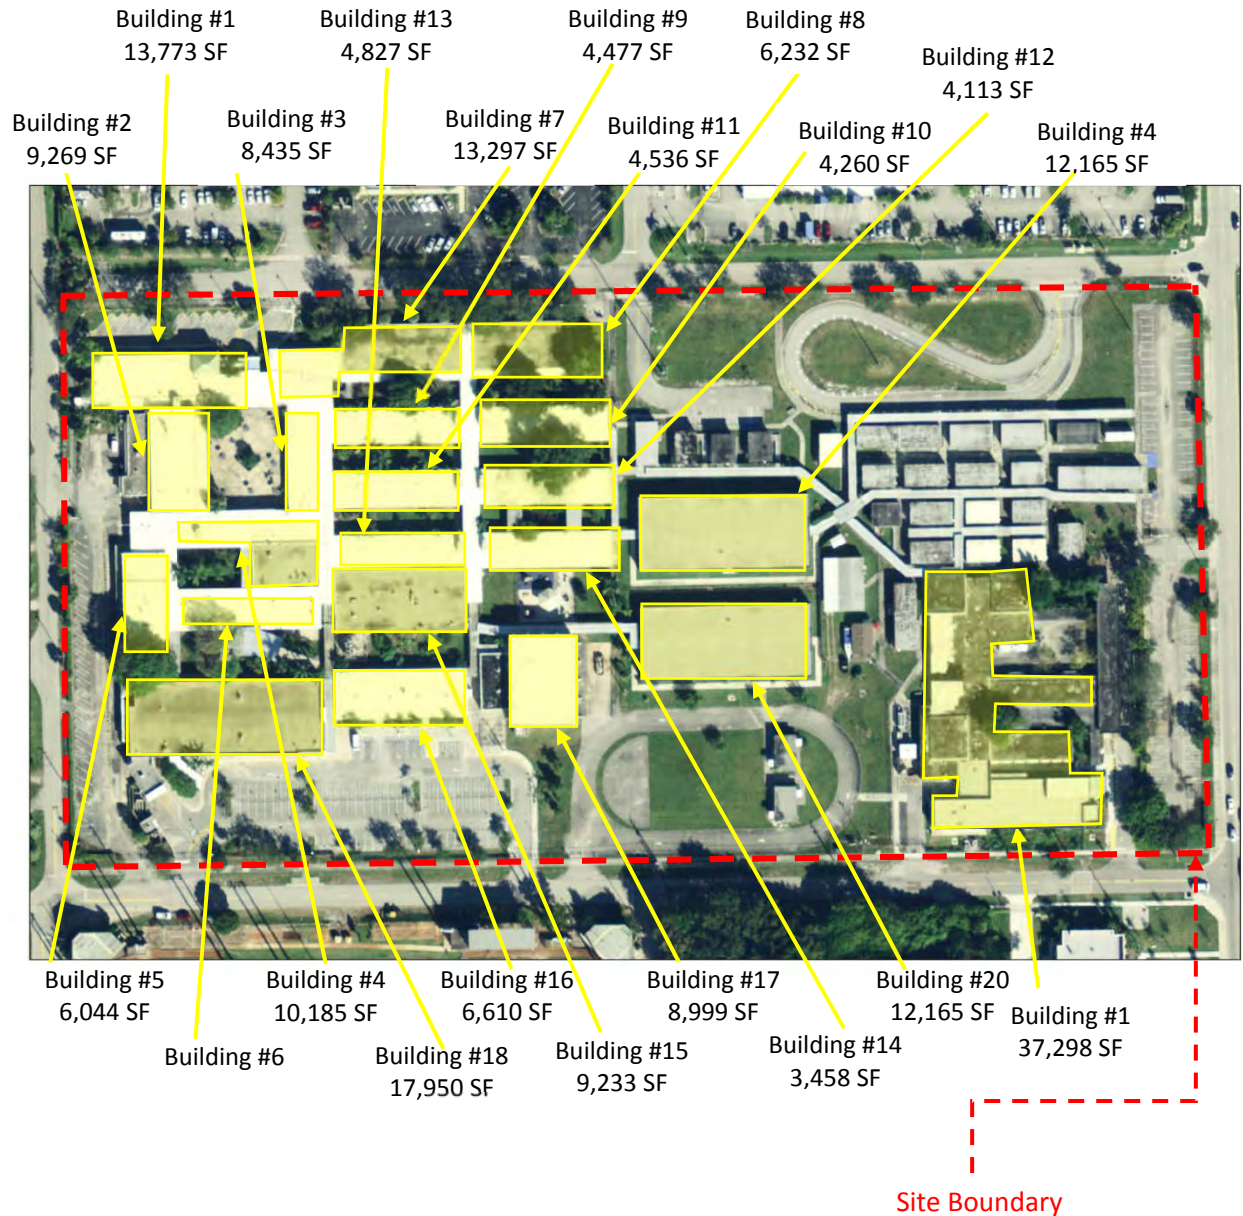 Building #1
13,773 SF
Building #13
4,827 SF
Building #9
4,477 SF
Building #8
6,232 SF
Building #12
4,113 SF
Building #2
9,269 SF
Building #3
8,435 SF
Building #7
13,297 SF
Building #11
4,536 SF
Building #10
4,260 SF
Building #4
12,165 SF
Building #5
6,044 SF
Building #4
10,185 SF
Building #16
6,610 SF
Building #17
8,999 SF
Building #20
12,165 SF
Building #1
37,298 SF
Building #6
Building #18
17,950 SF
Building #15
9,233 SF
Building #14
3,458 SF
Site Boundary